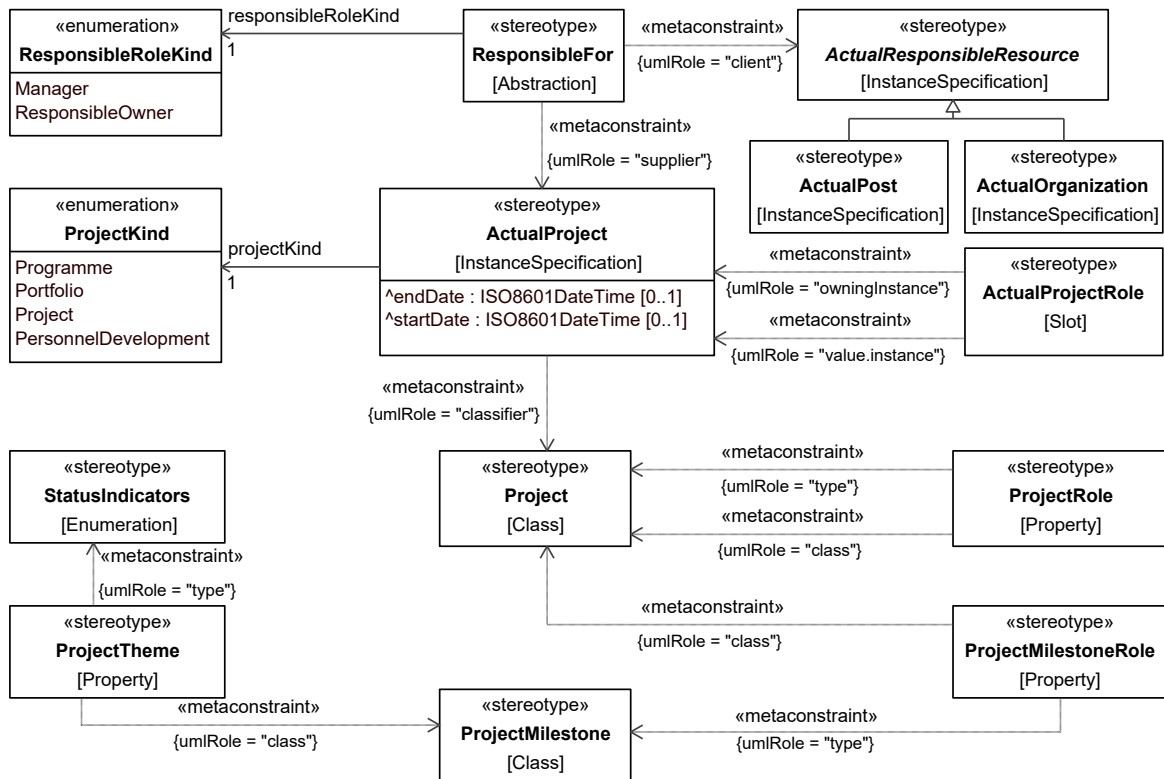 «enumeration»
ResponsibleRoleKind
Manager
ResponsibleOwner
responsibleRoleKind
1
«stereotype»
ResponsibleFor
[Abstraction]
«metaconstraint»
{umlRole = "client"}
«stereotype»
ActualResponsibleResource
[InstanceSpecification]
«metaconstraint»
{umlRole = "supplier"}
«stereotype»
ActualPost
[InstanceSpecification]
«stereotype»
ActualOrganization
[InstanceSpecification]
«enumeration»
ProjectKind
Programme
Portfolio
Project
PersonnelDevelopment
projectKind
1
«stereotype»
ActualProject
[InstanceSpecification]
^endDate : ISO8601DateTime [0..1]
^startDate : ISO8601DateTime [0..1]
«metaconstraint»
{umlRole = "owningInstance"}
«metaconstraint»
{umlRole = "value.instance"}
«stereotype»
ActualProjectRole
[Slot]
«metaconstraint»
{umlRole = "classifier"}
«stereotype»
StatusIndicators
[Enumeration]
«stereotype»
Project
[Class]
«metaconstraint»
{umlRole = "type"}
«metaconstraint»
{umlRole = "class"}
«stereotype»
ProjectRole
[Property]
«metaconstraint»
{umlRole = "type"}
«stereotype»
ProjectTheme
[Property]
«metaconstraint»
{umlRole = "class"}
«stereotype»
ProjectMilestoneRole
[Property]
«metaconstraint»
{umlRole = "class"}
«stereotype»
ProjectMilestone
[Class]
«metaconstraint»
{umlRole = "type"}